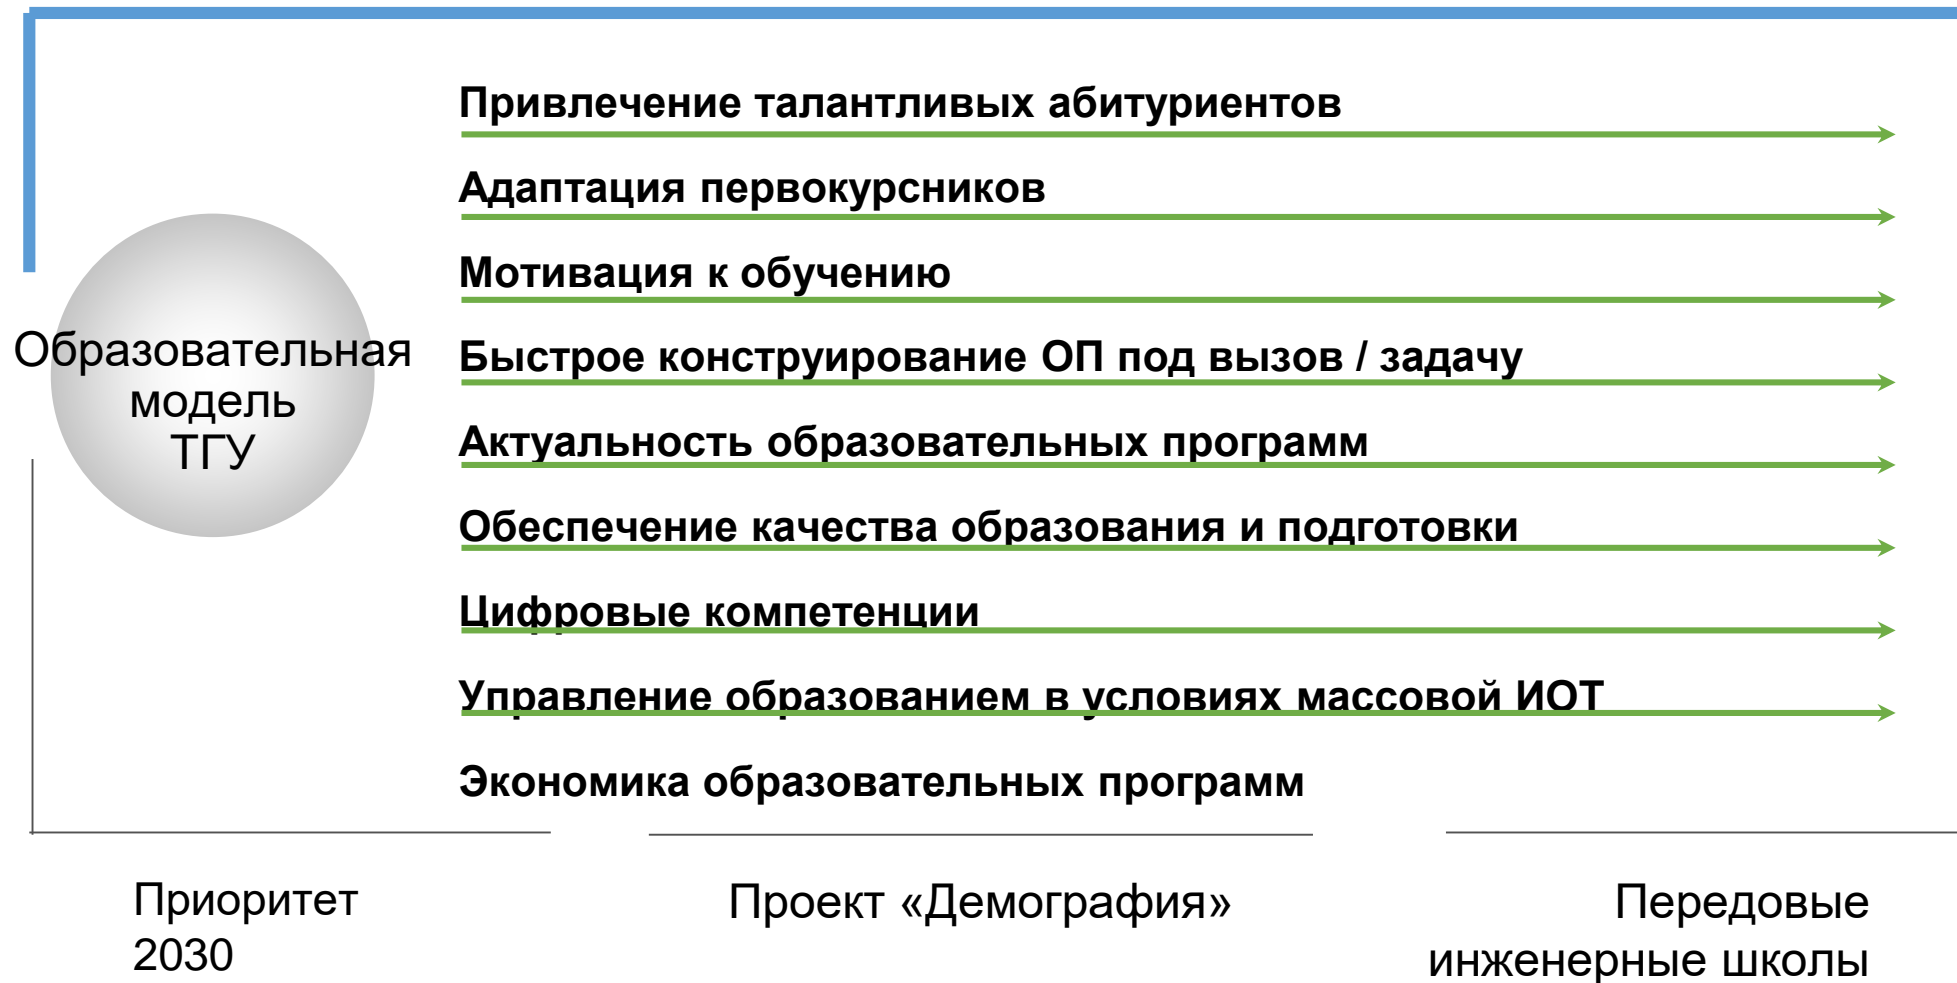 Привлечение талантливых абитуриентов
Адаптация первокурсников
Мотивация к обучению
Образовательная
модель
ТГУ
Быстрое конструирование ОП под вызов / задачу
Актуальность образовательных программ
Обеспечение качества образования и подготовки
Цифровые компетенции
Управление образованием в условиях массовой ИОТ
Экономика образовательных программ
Приоритет
2030
Проект «Демография»
Передовые
инженерные школы